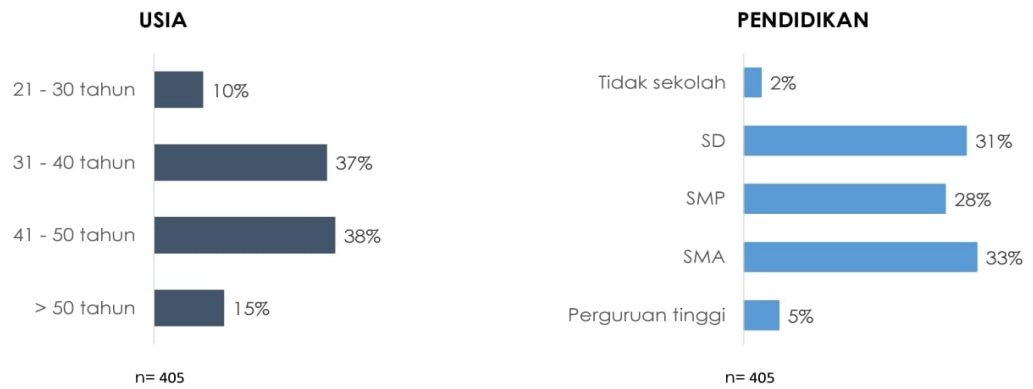 USIA
21 - 30 tahun 10%
31 - 40 tahun 37%
41 - 50 tahun 38%
> 50 tahun 15%
n= 405
PENDIDIKAN
Tidak sekolah 2%
SD 31%
SMP 28%
SMA 33%
Perguruan tinggi 5%
n= 405